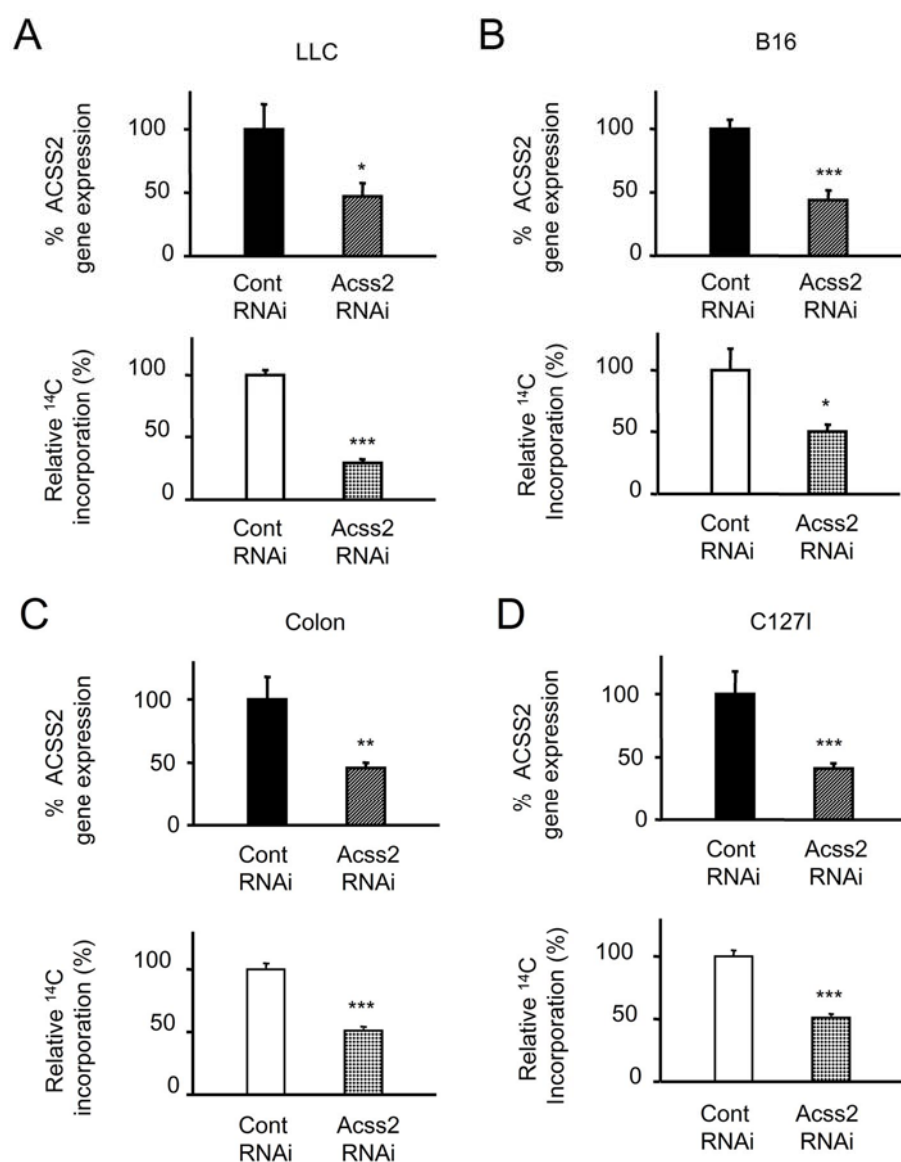 A
LLC
% ACSS2
gene expression
100
50
0
*
Cont
RNAi
Acss2
RNAi
Relative ¹⁴C
incorporation (%)
100
50
0
***
Cont
RNAi
Acss2
RNAi
B
B16
% ACSS2
gene expression
100
50
0
***
Cont
RNAi
Acss2
RNAi
Relative ¹⁴C
Incorporation (%)
100
50
0
*
Cont
RNAi
Acss2
RNAi
C
Colon
% ACSS2
gene expression
100
50
0
**
Cont
RNAi
Acss2
RNAi
Relative ¹⁴C
incorporation (%)
100
50
0
***
Cont
RNAi
Acss2
RNAi
D
C127I
% ACSS2
gene expression
100
50
0
***
Cont
RNAi
Acss2
RNAi
Relative ¹⁴C
Incorporation (%)
100
50
0
***
Cont
RNAi
Acss2
RNAi